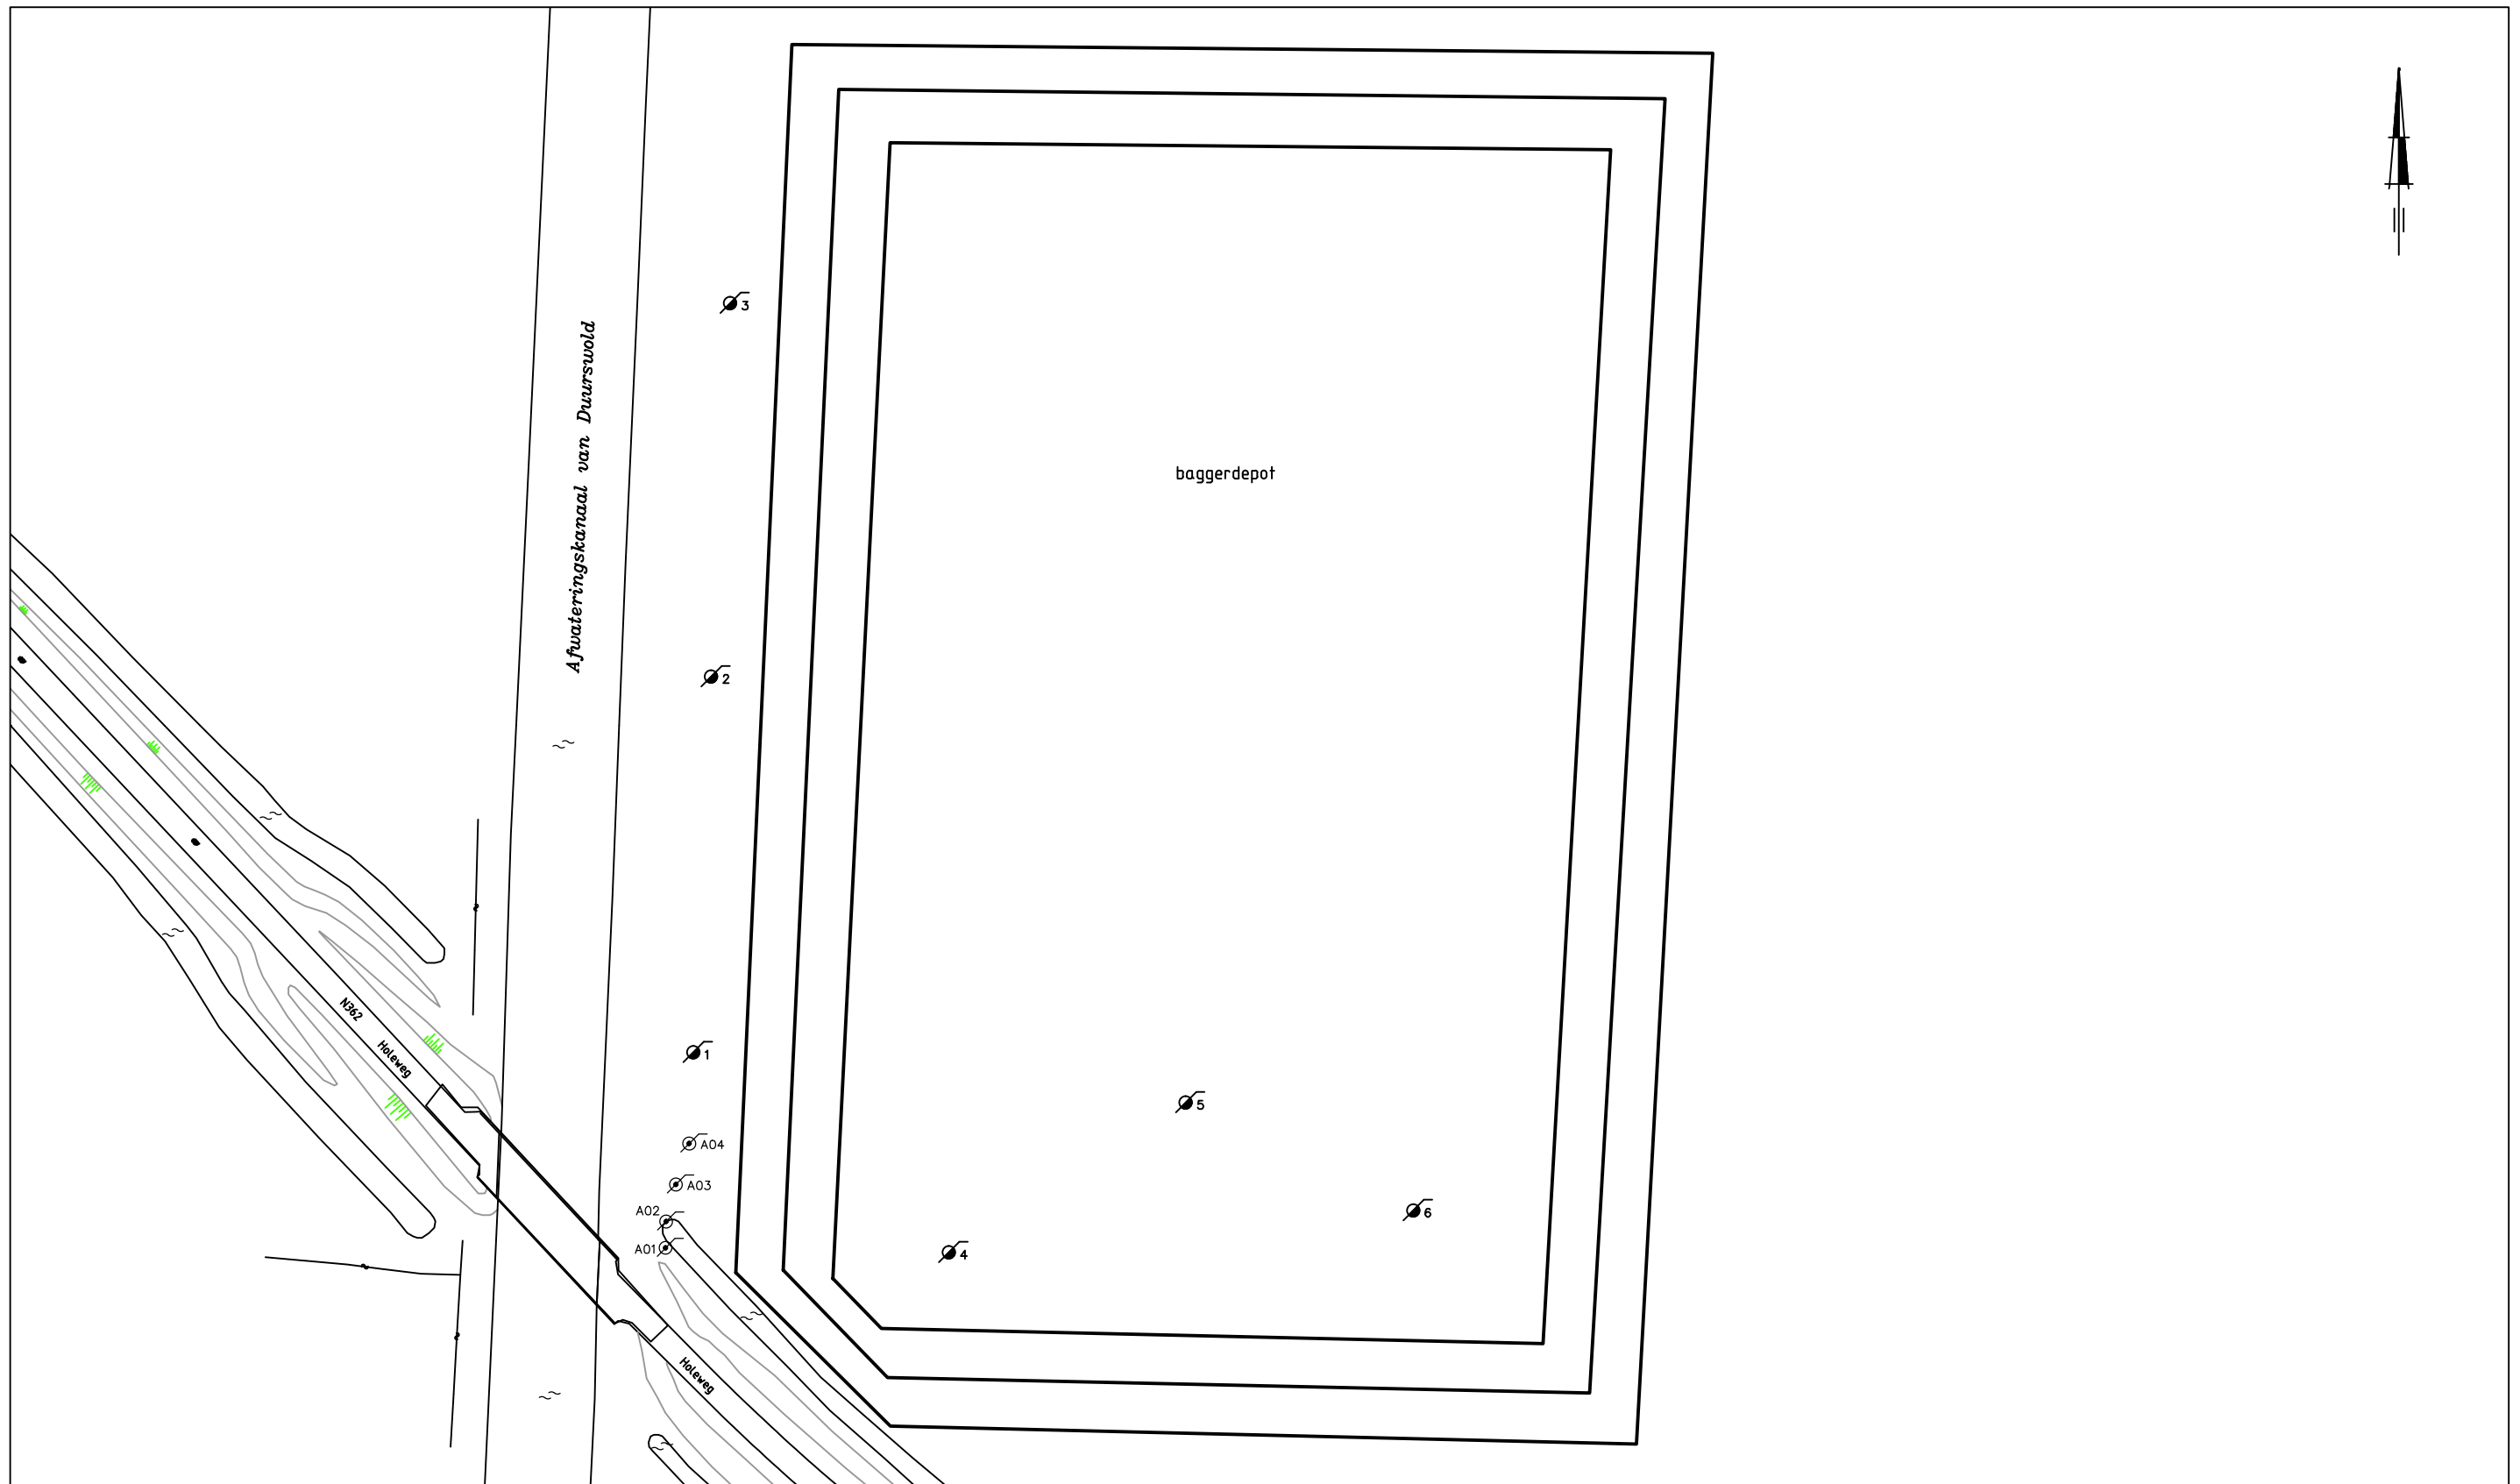 3
Afwateringskanaal van Duurswold
baggerdepot
2
N362
Holeweg
1
5
A04
A03
A02
6
A01
4
Holeweg